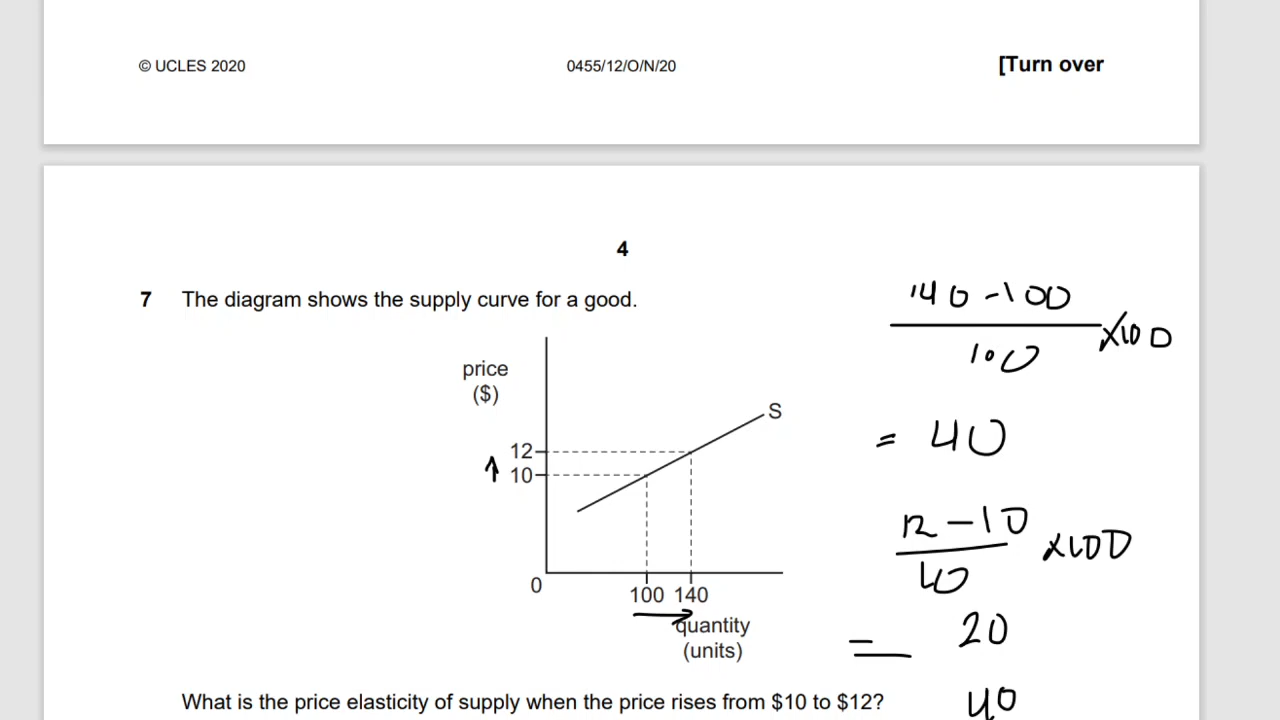 © UCLES 2020 0455/12/O/N/20 [Turn over
4
7 The diagram shows the supply curve for a good.
140 - 100
100
×100
= 40
price
($)
S
12
10
0
100 140
quantity
(units)
12 - 10
10
×100
= 20
What is the price elasticity of supply when the price rises from $10 to $12?
40